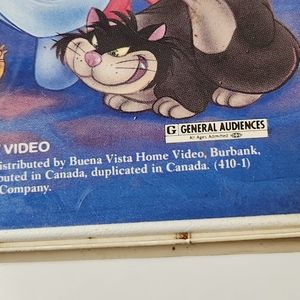 G GENERAL AUDIENCES
All Ages Admitted
VIDEO
distributed by Buena Vista Home Video, Burbank,
buted in Canada, duplicated in Canada. (410-1)
Company.